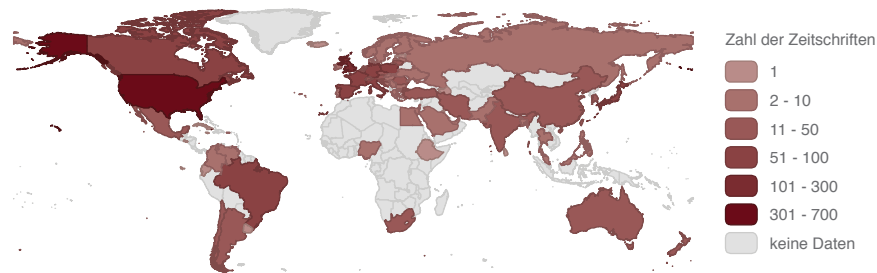 Zahl der Zeitschriften
1
2 - 10
11 - 50
51 - 100
101 - 300
301 - 700
keine Daten